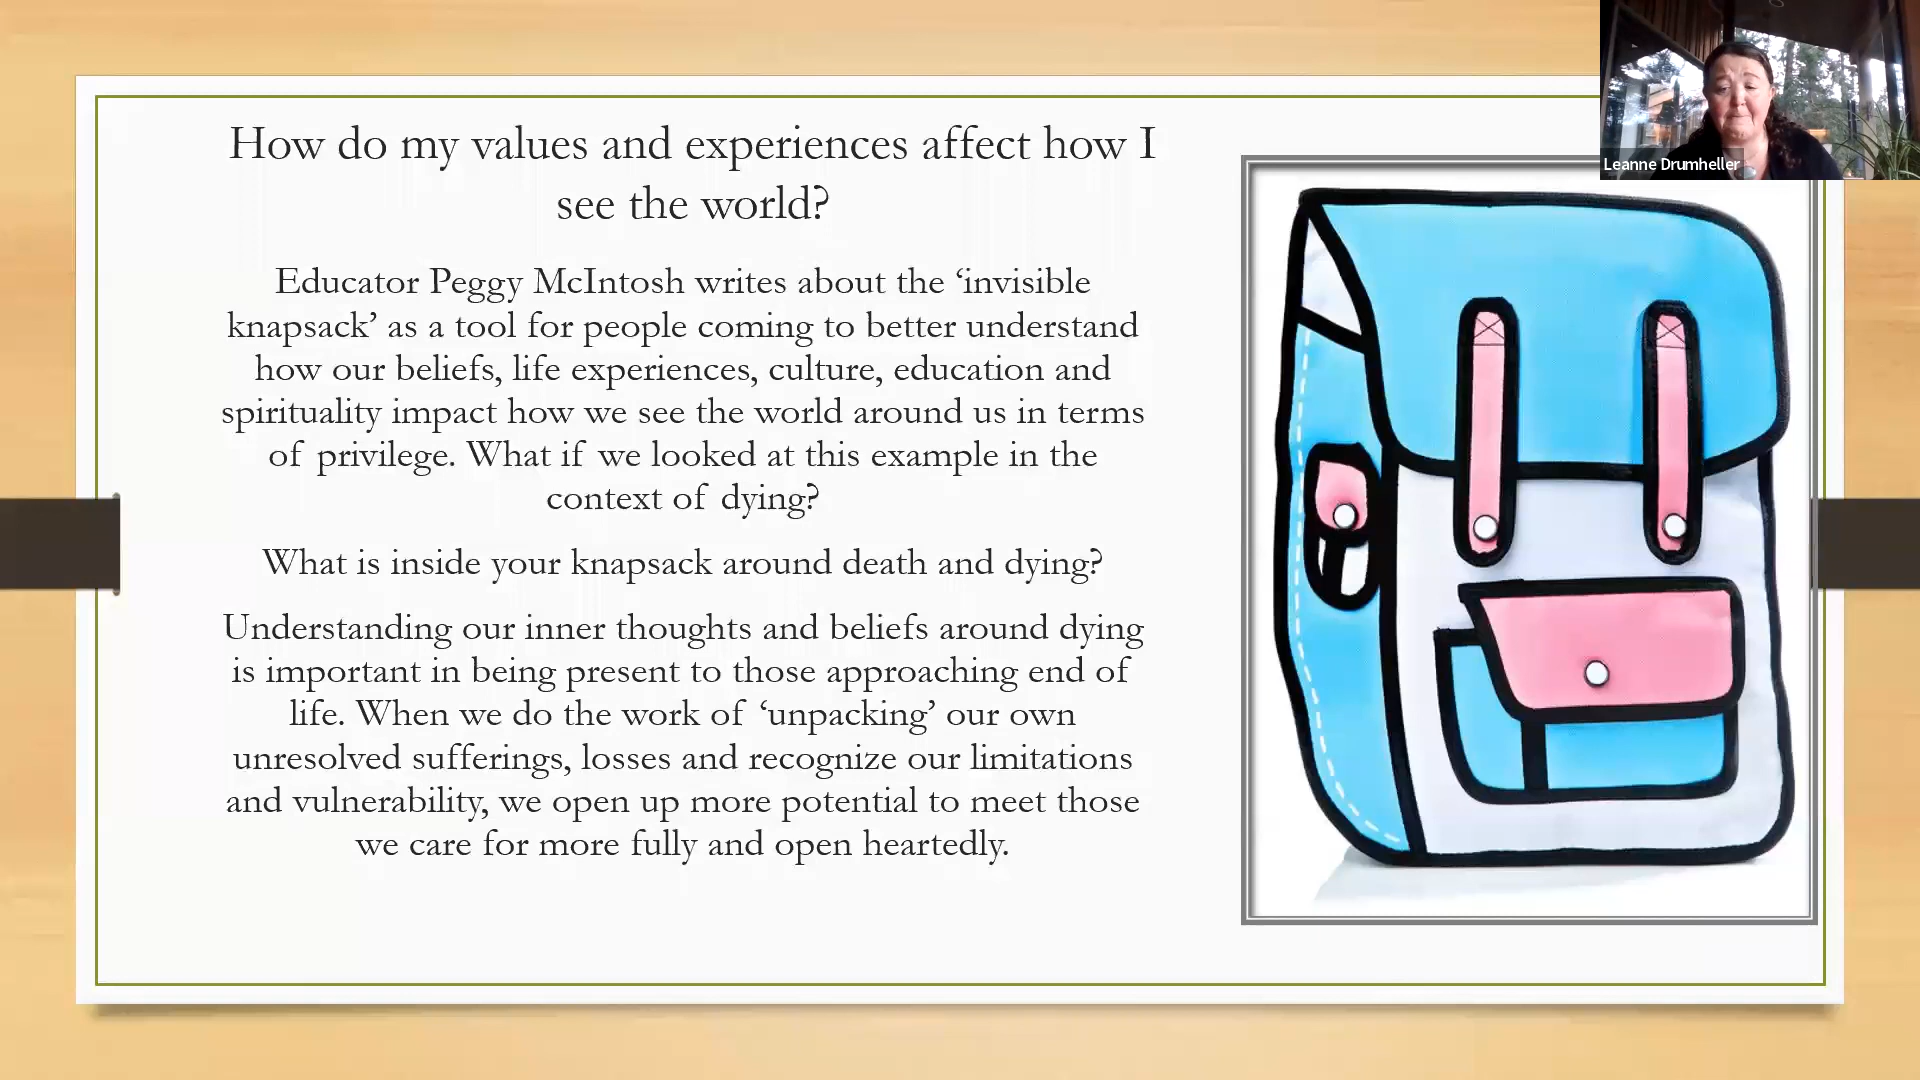 Leanne Drumheller
How do my values and experiences affect how I
see the world?
Educator Peggy McIntosh writes about the ‘invisible
knapsack’ as a tool for people coming to better understand
how our beliefs, life experiences, culture, education and
spirituality impact how we see the world around us in terms
of privilege. What if we looked at this example in the
context of dying?
What is inside your knapsack around death and dying?
Understanding our inner thoughts and beliefs around dying
is important in being present to those approaching end of
life. When we do the work of ‘unpacking’ our own
unresolved sufferings, losses and recognize our limitations
and vulnerability, we open up more potential to meet those
we care for more fully and open heartedly.